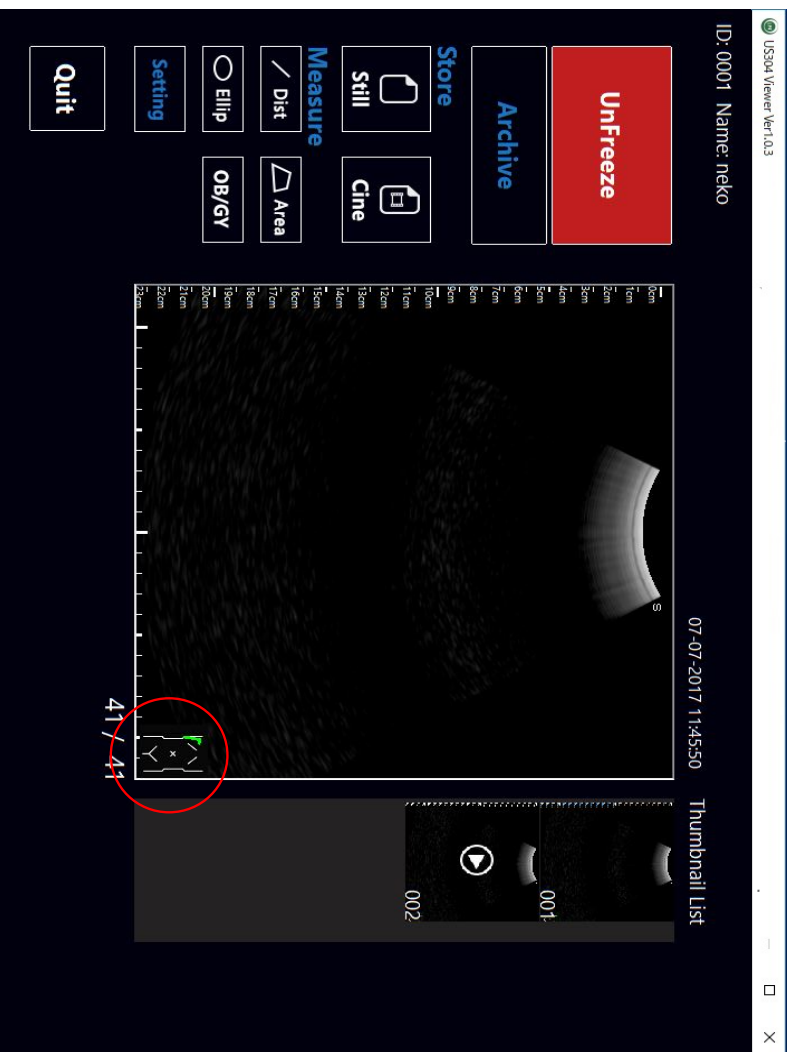 US304 Viewer Ver1.0.3
ID: 0001 Name: neko
07-07-2017 11:45:50
Thumbnail List
UnFreeze
Archive
Store
Still
Cine
Measure
Dist
Area
Ellip
OB/GY
Setting
Quit
S
0cm
1cm
2cm
3cm
4cm
5cm
6cm
7cm
8cm
9cm
10cm
11cm
12cm
13cm
14cm
15cm
16cm
17cm
18cm
19cm
20cm
21cm
22cm
23cm
41 / 41
001
002